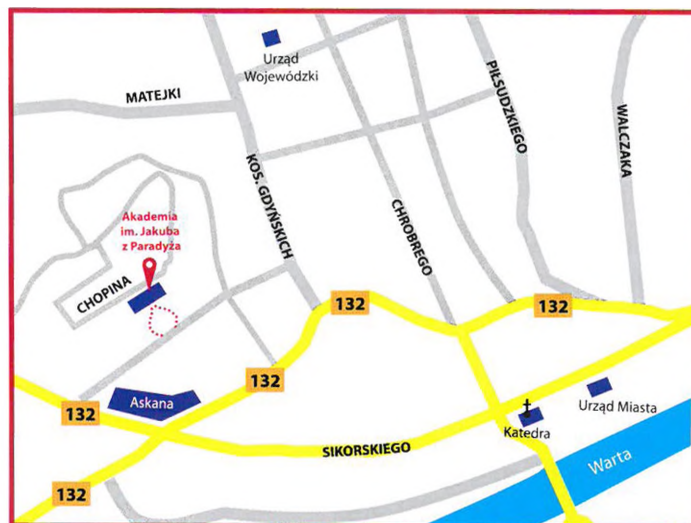 Urząd
Wojewódzki
MATEJKI
PIŁSUDZKIEGO
WALCZAKA
KOS. GDYŃSKICH
CHROBREGO
Akademia
im. Jakuba
z Paradyża
CHOPINA
132
132
132
Askana
132
Urząd Miasta
Katedra
SIKORSKIEGO
Warta
132